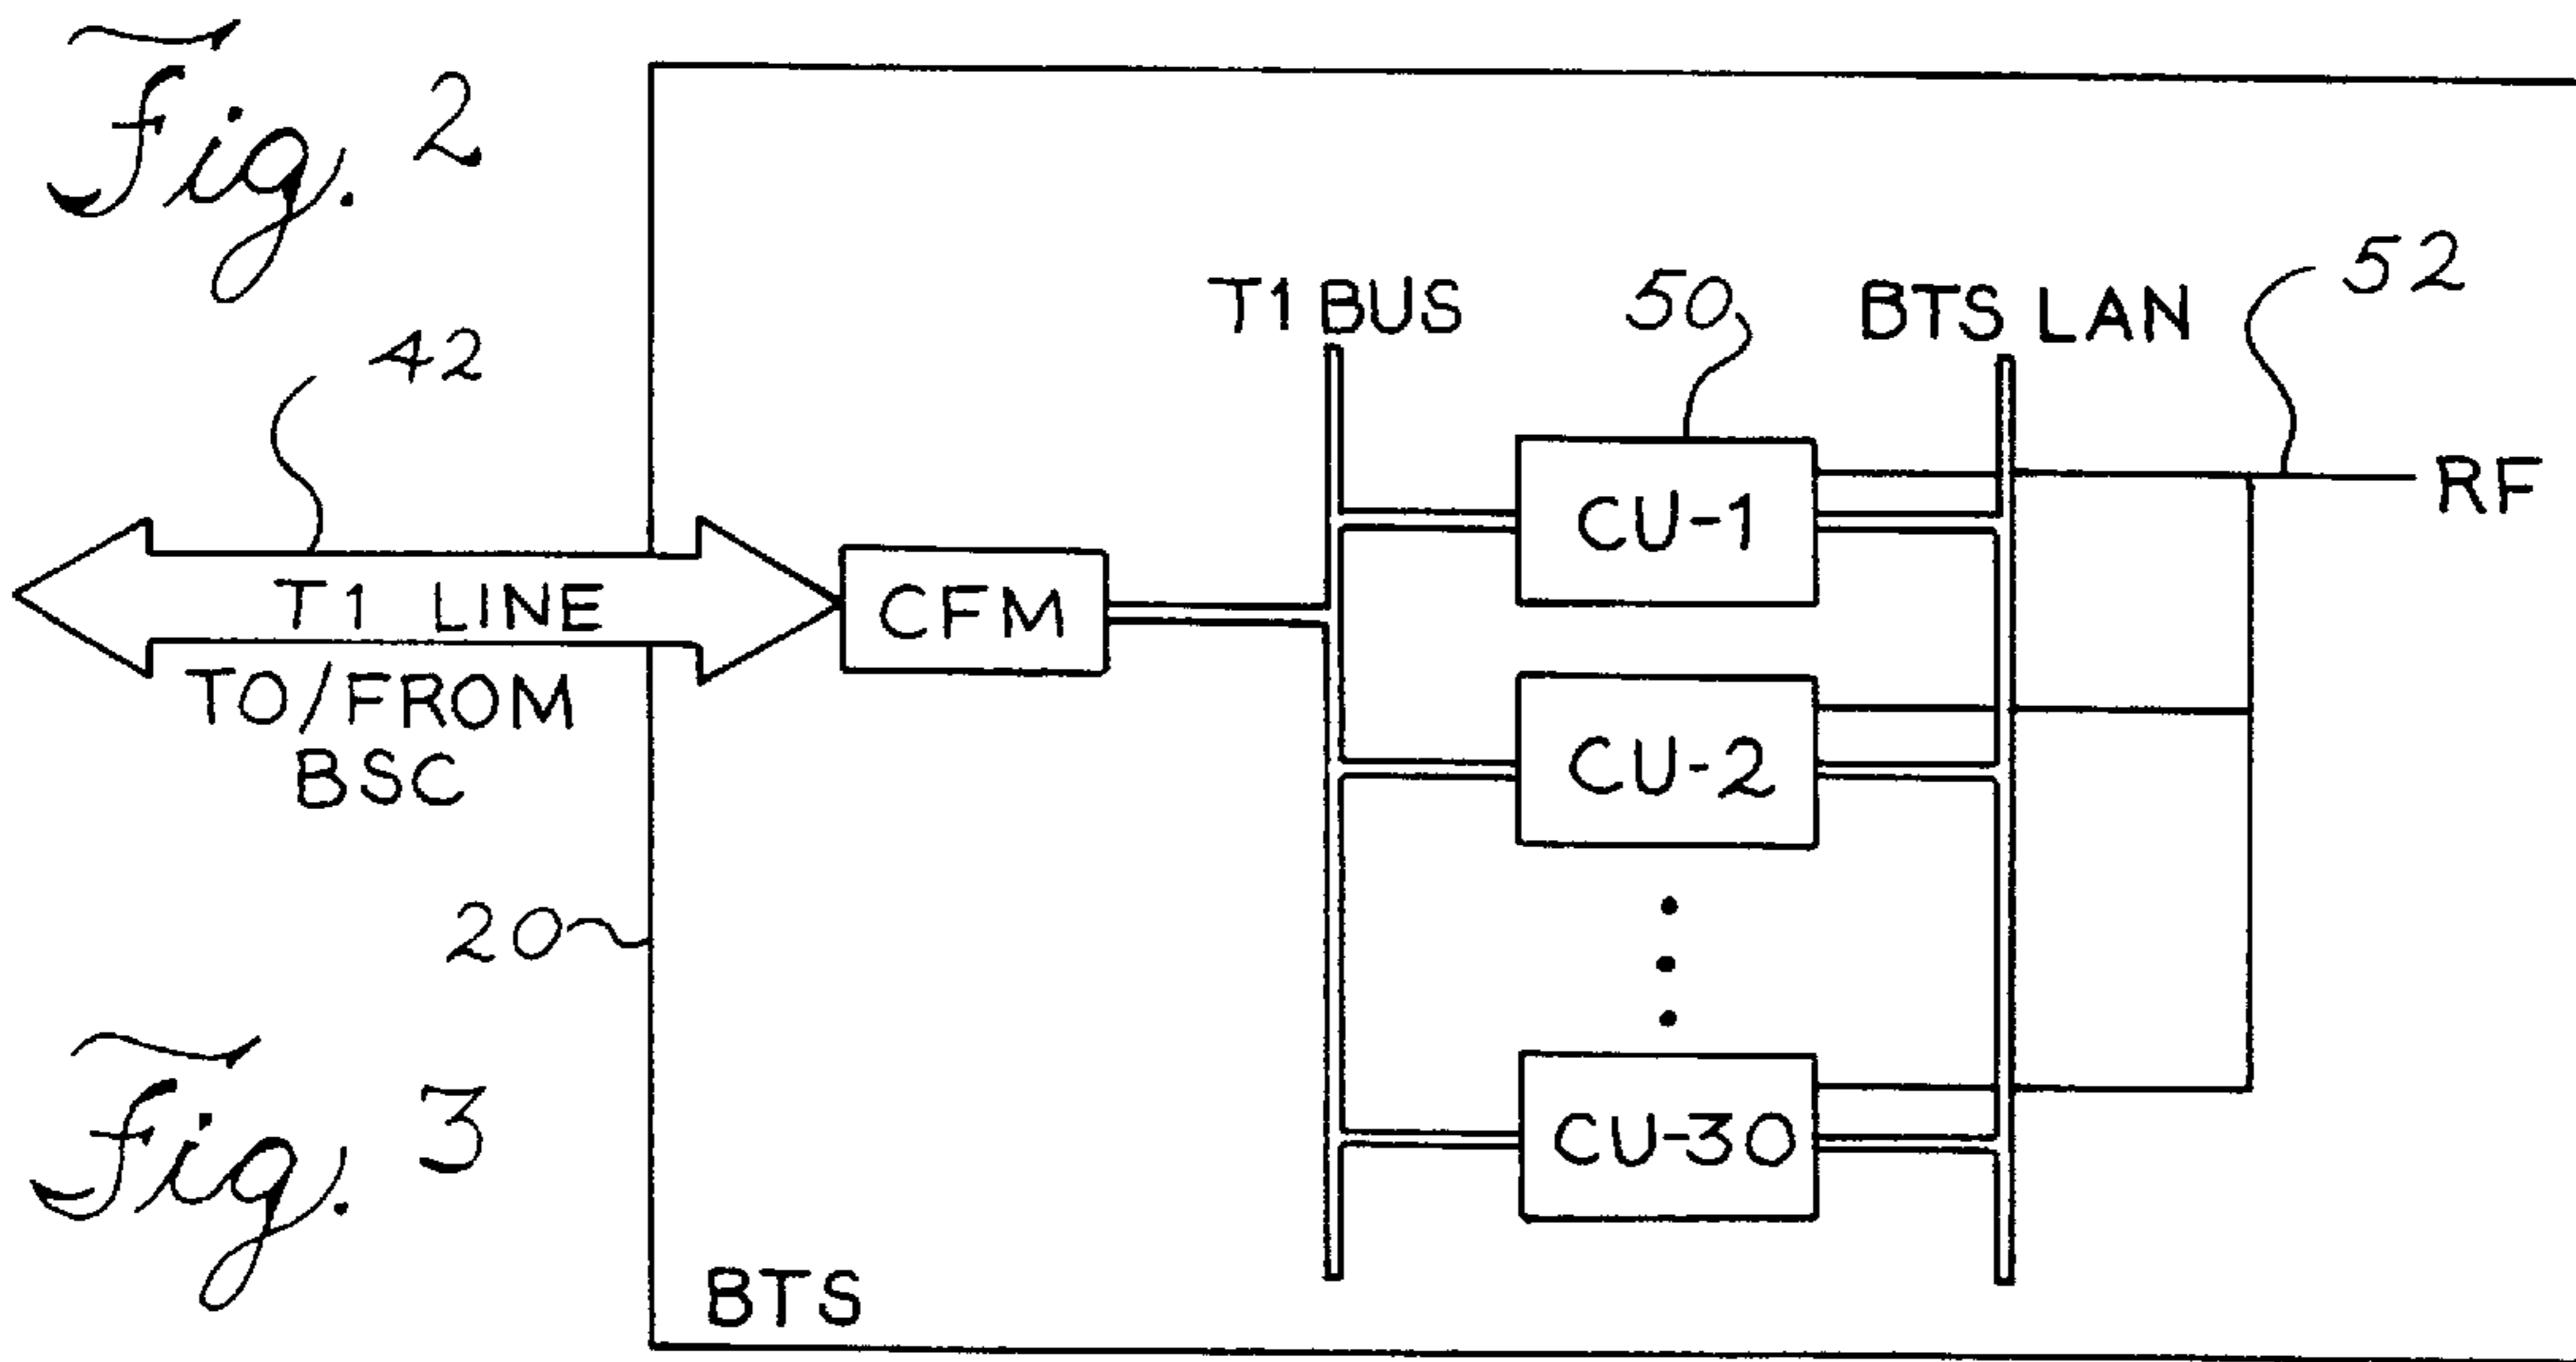 Fig. 2
42
T1 BUS
50
BTS LAN
52
RF
T1 LINE
TO/FROM
BSC
CFM
CU-1
CU-2
20
Fig. 3
CU-30
BTS